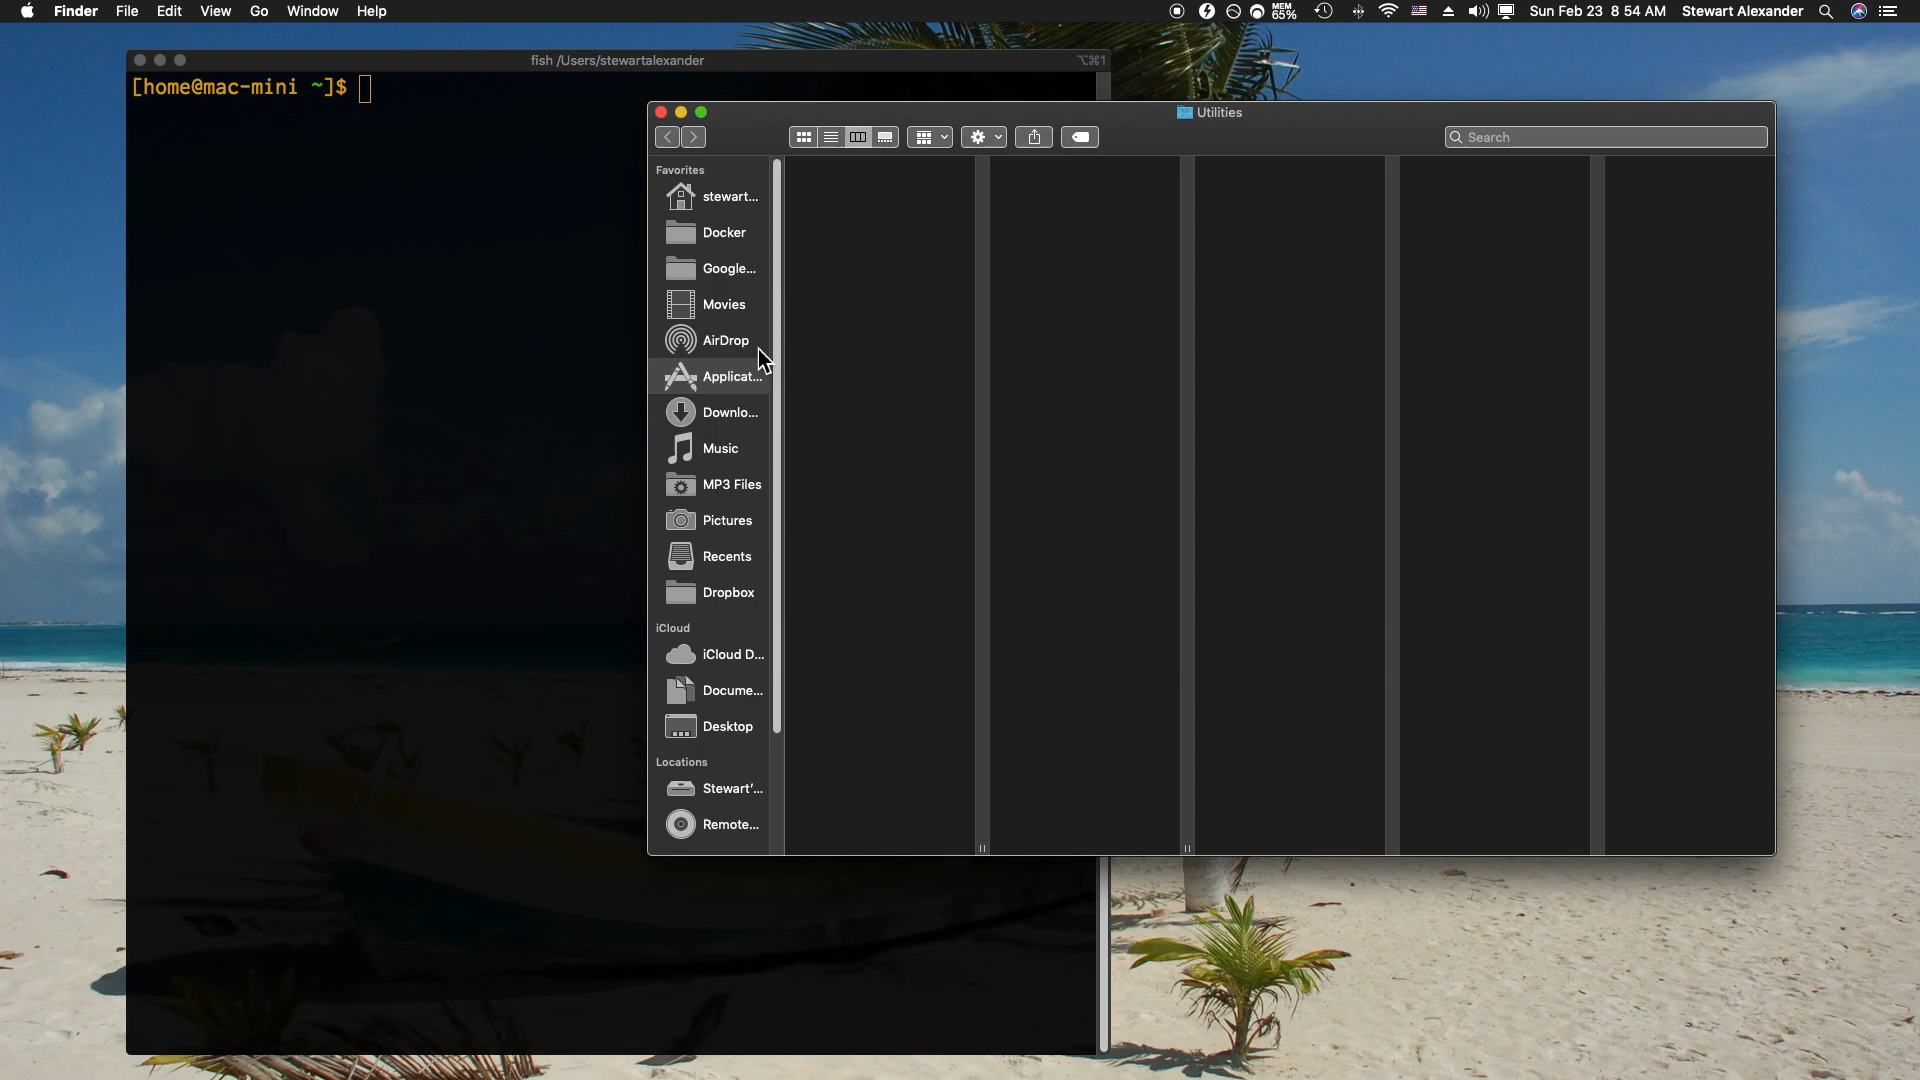 Finder File Edit View Go Window Help
MEM 65%
Sun Feb 23 8 54 AM Stewart Alexander
fish /Users/stewartalexander
⌥⌘1
[home@mac-mini ~]$
Utilities
Search
Favorites
stewart...
Docker
Google...
Movies
AirDrop
Applicat...
Downlo...
Music
MP3 Files
Pictures
Recents
Dropbox
iCloud
iCloud D...
Docume...
Desktop
Locations
Stewart'...
Remote...